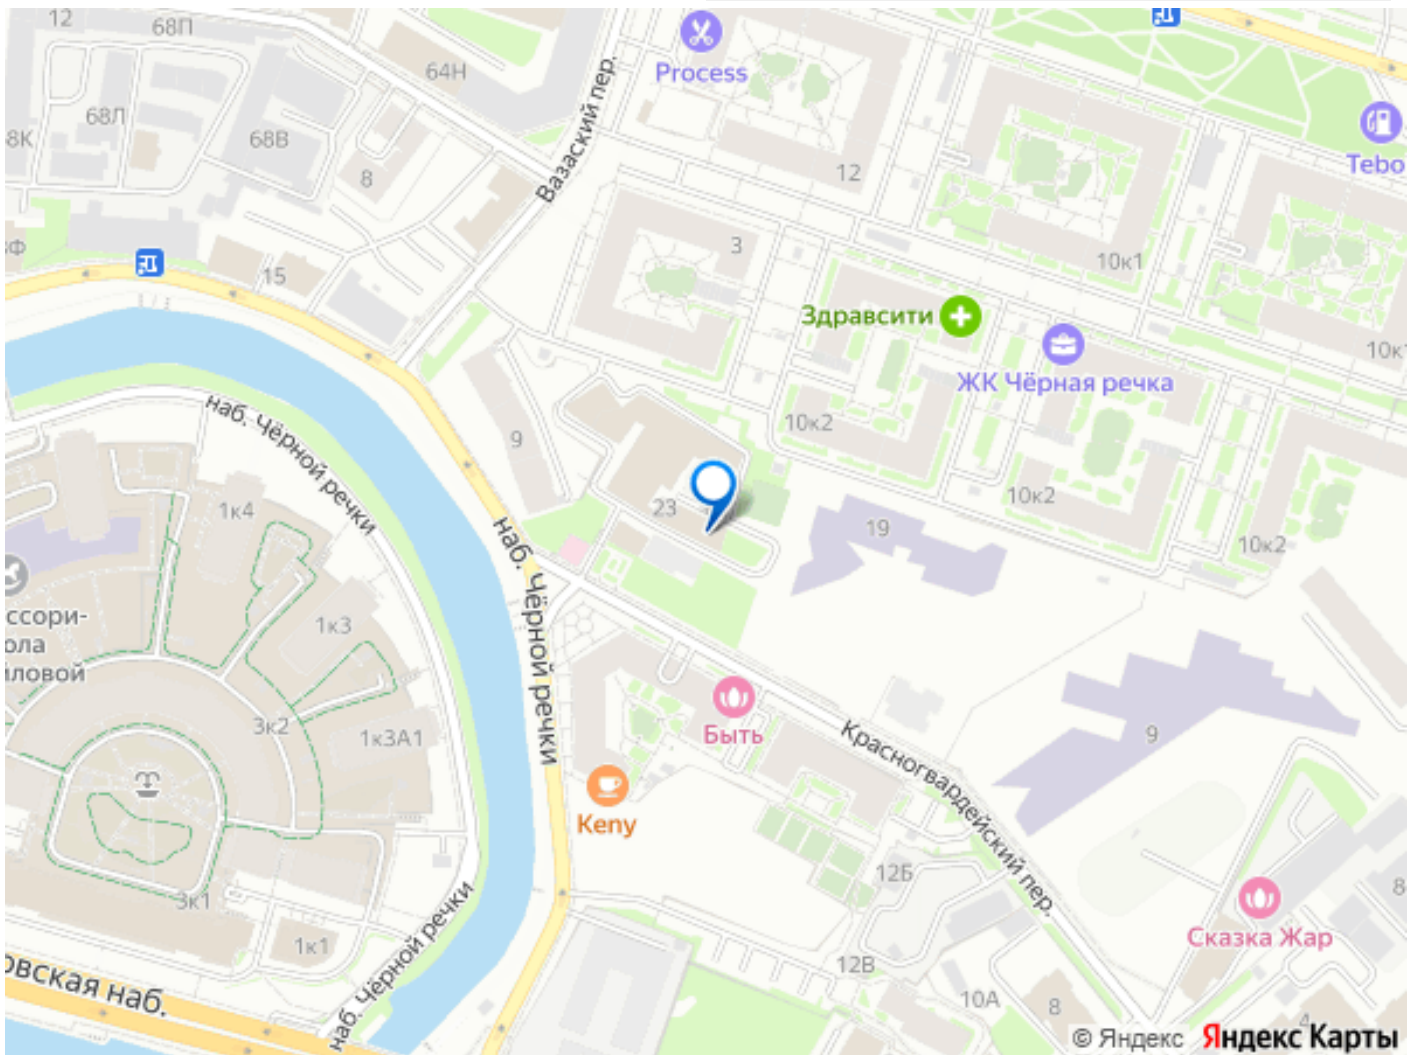 12
68П
Process
64Н
68Л
68В
8К
8
Вазаский пер.
12
Tebo
3
10к1
15
Здравсити
ЖК Чёрная речка
10к
наб. Чёрной речки
9
10к2
1к4
23
19
10к2
10к2
наб. Чёрной речки
ссори-
ола
иловой
1к3
3к2
1к3А1
Быть
Красногвардейский пер.
9
Keny
3к1
12Б
8
Сказка Жар
1к1
наб. Чёрной речки
12В
10А
8
4
овская наб.
© Яндекс Яндекс Карты